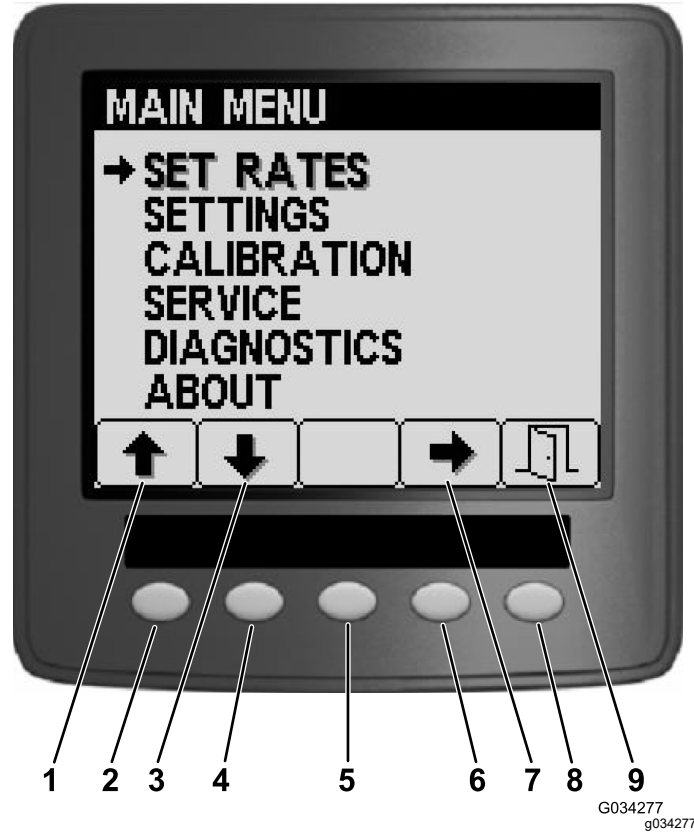 MAIN MENU
SET RATES
SETTINGS
CALIBRATION
SERVICE
DIAGNOSTICS
ABOUT
1 2 3 4 5 6 7 8 9
G034277
g034277